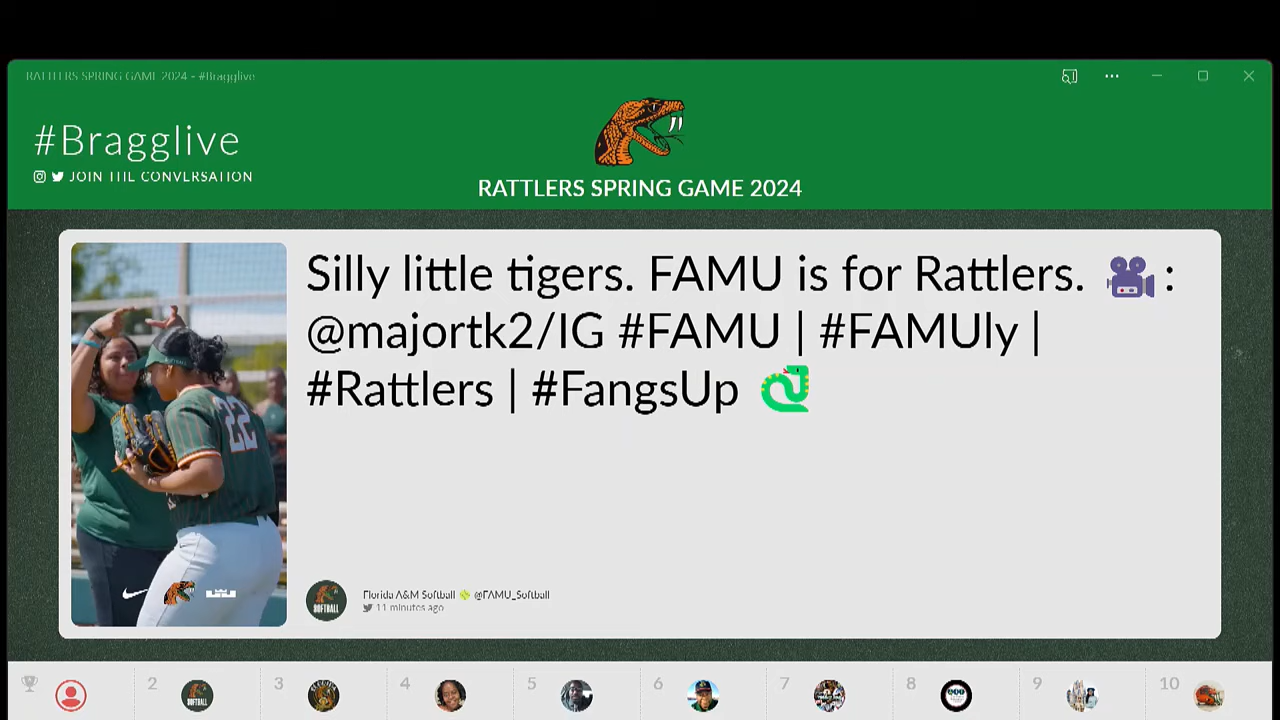 RATTLERS SPRING GAME 2024 - #Bragglive
#Bragglive
JOIN THE CONVERSATION
RATTLERS SPRING GAME 2024
Silly little tigers. FAMU is for Rattlers. 🎥 :
@majortk2/IG #FAMU | #FAMUly |
#Rattlers | #FangsUp 🐍
22
SOFTBALL
Florida A&M Softball 🥎 @FAMU_Softball
11 minutes ago
2 3 4 5 6 7 8 9 10